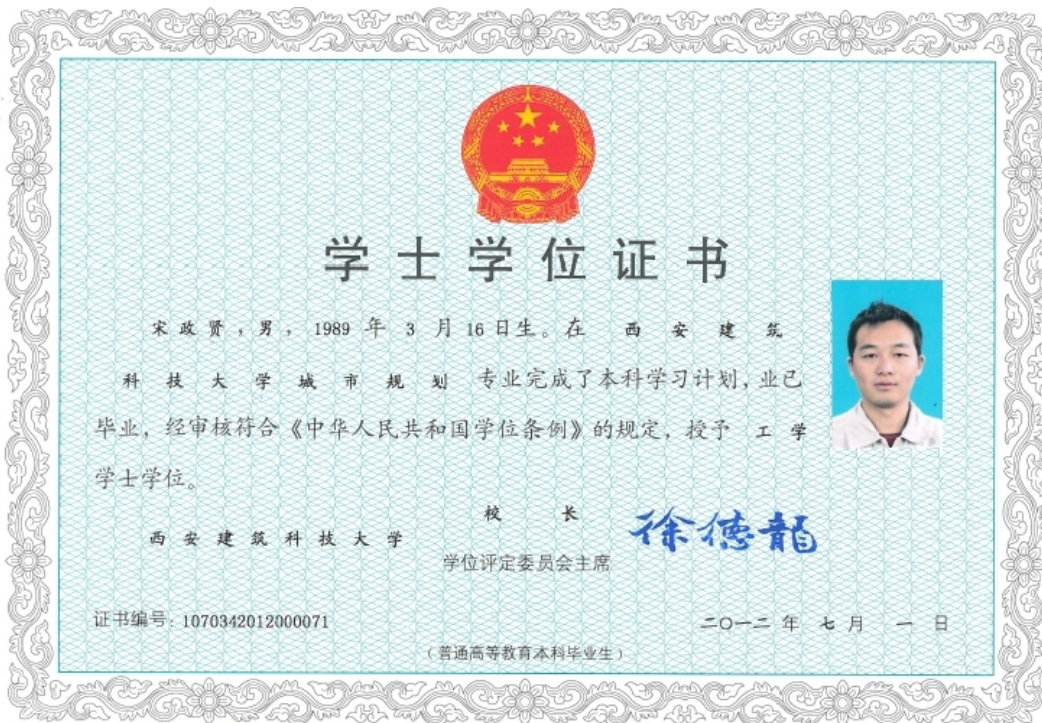 学士学位证书
宋政贤，男，1989 年 3 月 16 日生。在 西安建筑
科技大学城市规划 专业完成了本科学习计划，业已
毕业，经审核符合《中华人民共和国学位条例》的规定，授予 工学
学士学位。
西安建筑科技大学
校长
学位评定委员会主席
徐德龍
证书编号：1070342012000071
二〇一二年 七月 一日
（普通高等教育本科毕业生）